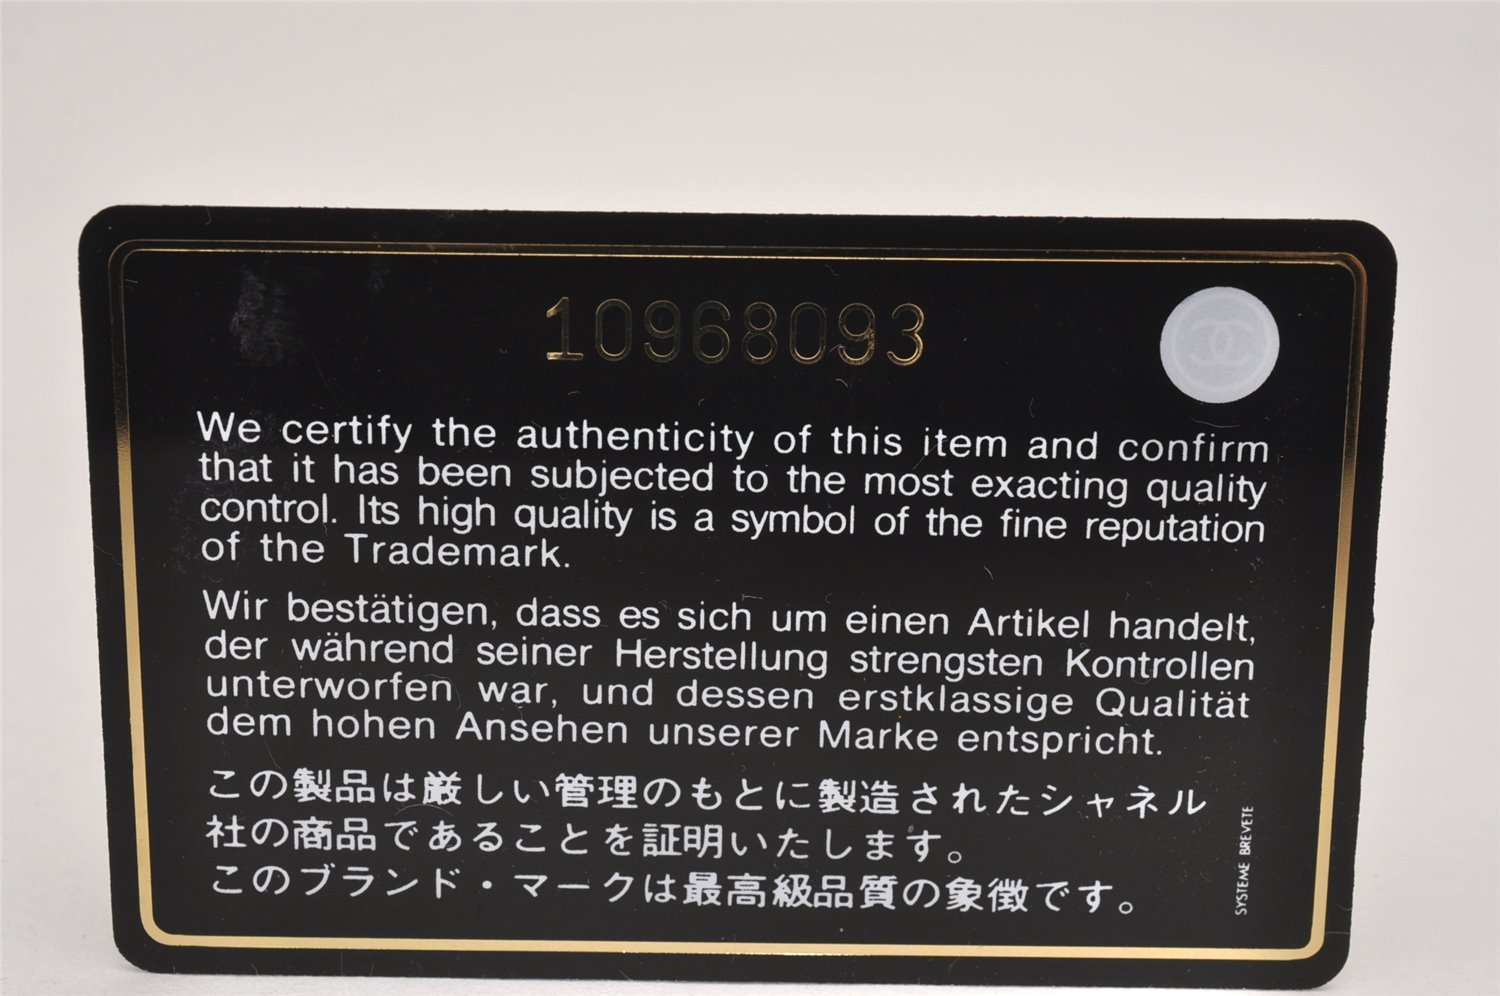 10968093
We certify the authenticity of this item and confirm
that it has been subjected to the most exacting quality
control. Its high quality is a symbol of the fine reputation
of the Trademark.
Wir bestätigen, dass es sich um einen Artikel handelt,
der während seiner Herstellung strengsten Kontrollen
unterworfen war, und dessen erstklassige Qualität
dem hohen Ansehen unserer Marke entspricht.
この製品は厳しい管理のもとに製造されたシャネル
社の商品であることを証明いたします。
このブランド・マークは最高級品質の象徴です。
SYSTEME BREVETE